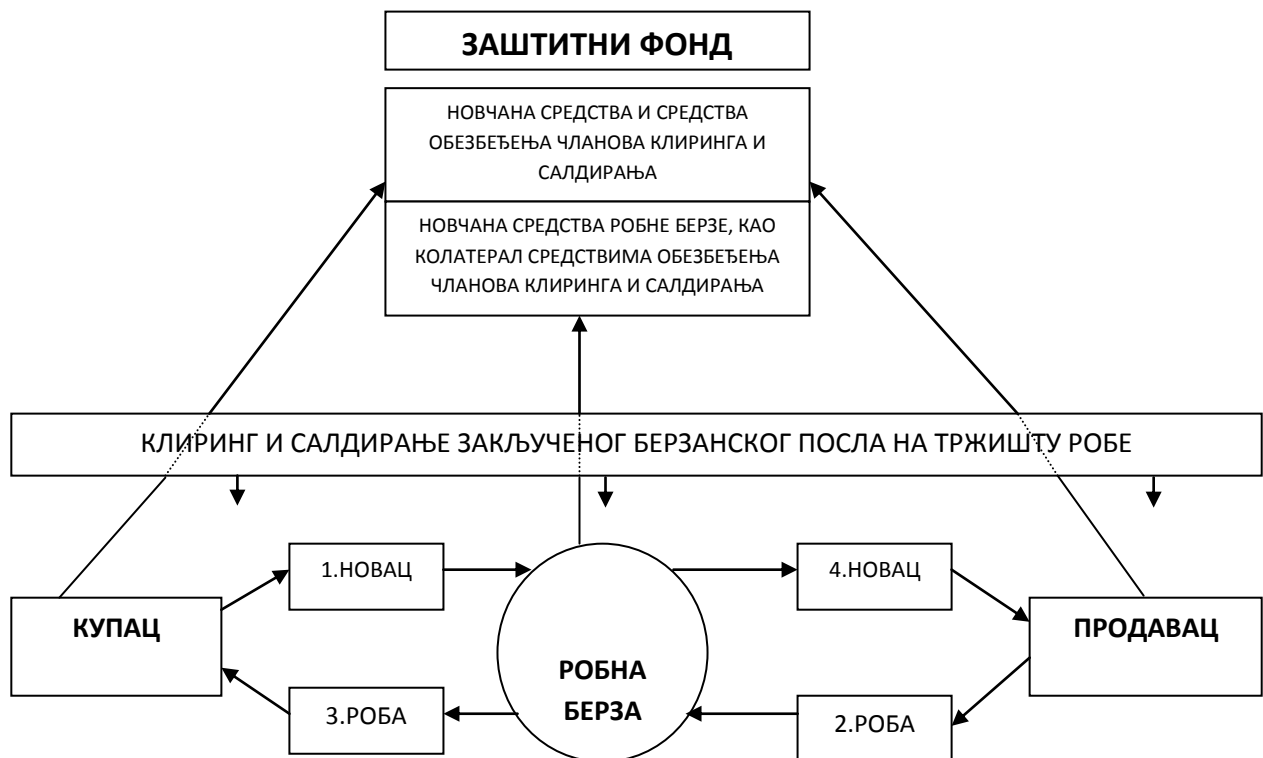 ЗАШТИТНИ ФОНД
НОВЧАНА СРЕДСТВА И СРЕДСТВА
ОБЕЗБЕЂЕЊА ЧЛАНОВА КЛИРИНГА И
САЛДИРАЊА
НОВЧАНА СРЕДСТВА РОБНЕ БЕРЗЕ, КАО
КОЛАТЕРАЛ СРЕДСТВИМА ОБЕЗБЕЂЕЊА
ЧЛАНОВА КЛИРИНГА И САЛДИРАЊА
КЛИРИНГ И САЛДИРАЊЕ ЗАКЉУЧЕНОГ БЕРЗАНСКОГ ПОСЛА НА ТРЖИШТУ РОБЕ
1.НОВАЦ
4.НОВАЦ
КУПАЦ
ПРОДАВАЦ
РОБНА
БЕРЗА
3.РОБА
2.РОБА